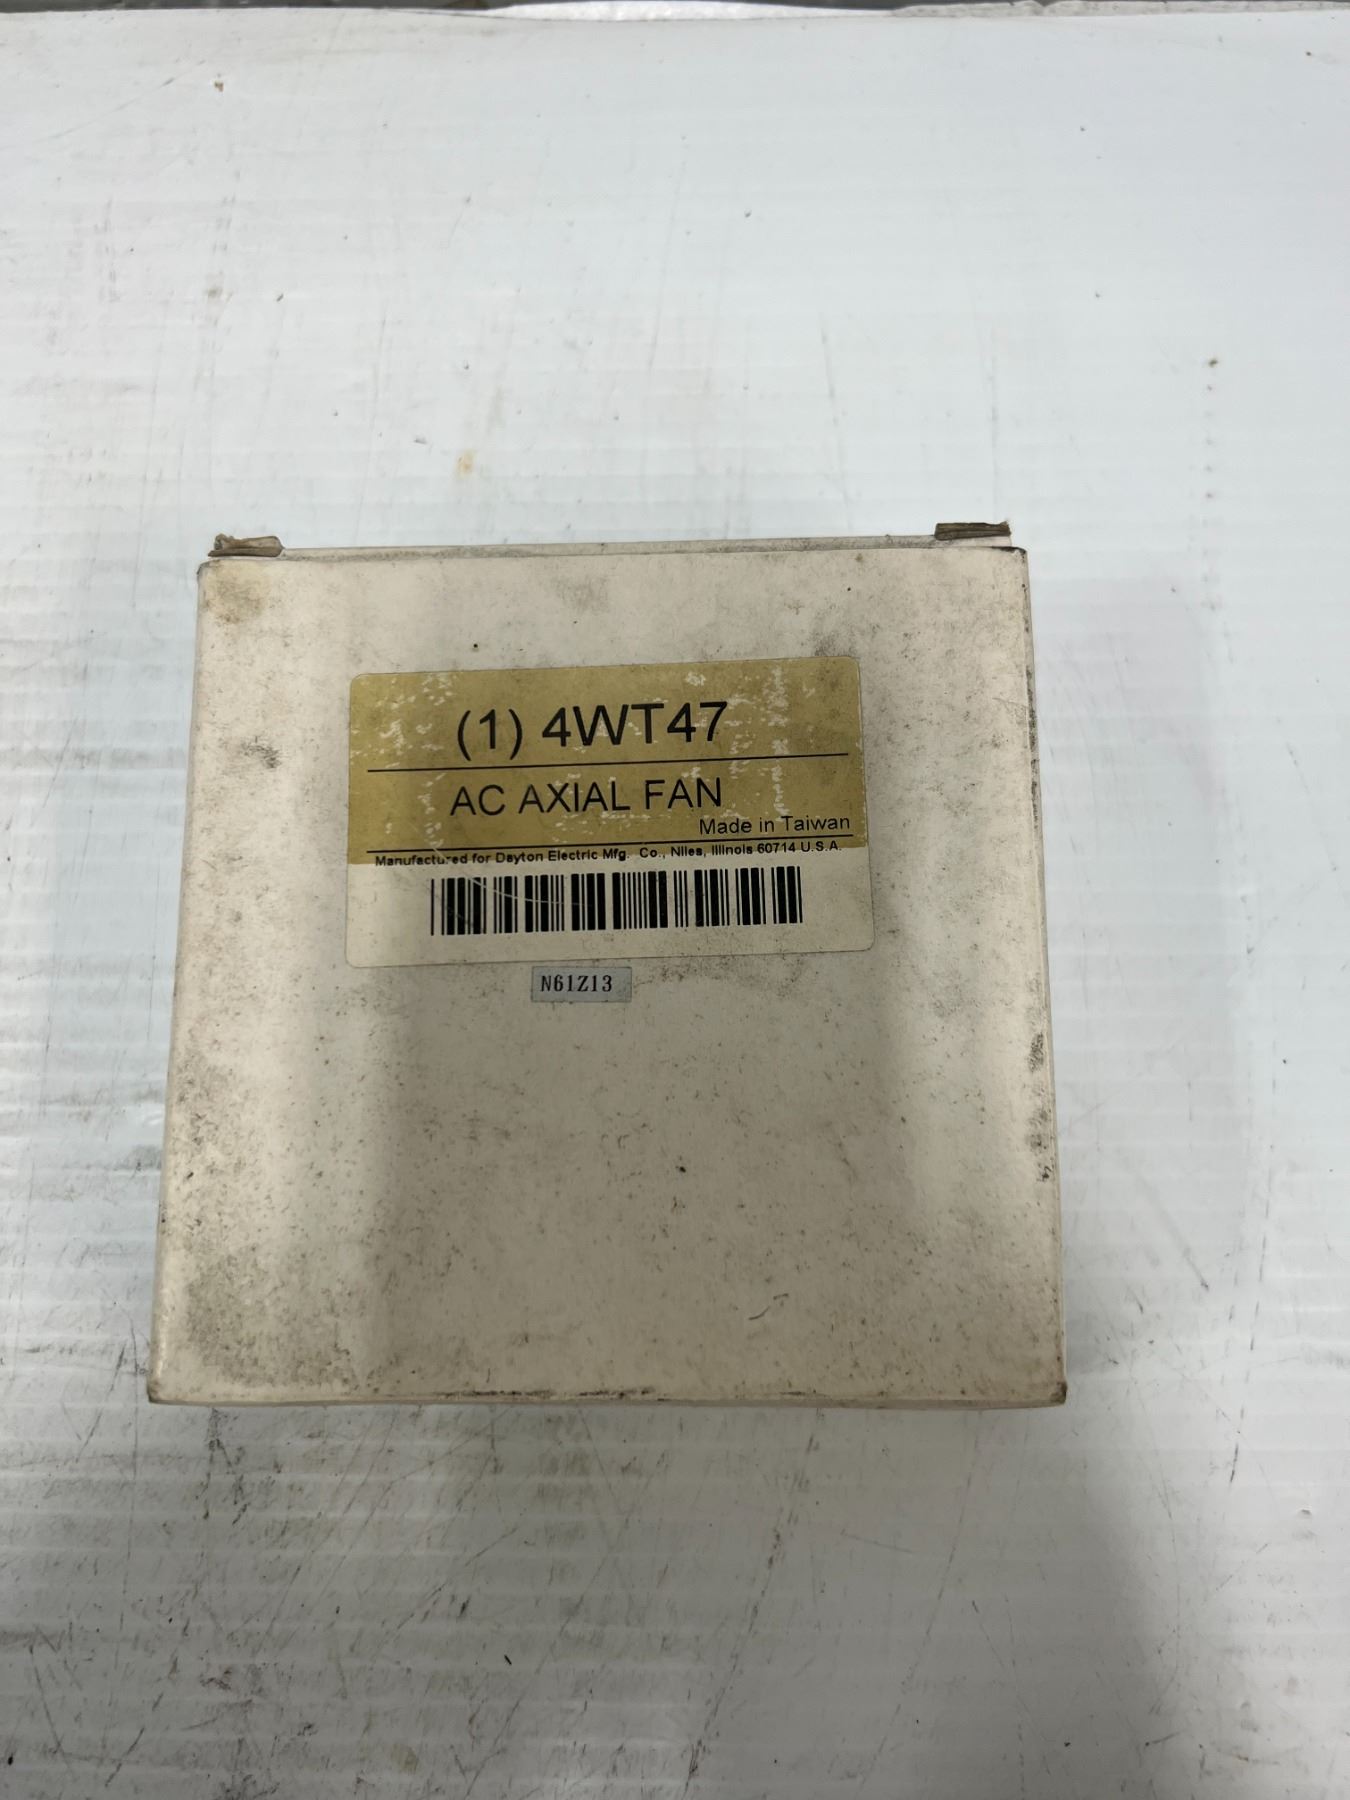 (1) 4WT47
AC AXIAL FAN
Made in Taiwan
Manufactured for Dayton Electric Mfg. Co., Niles, Illinois 60714 U.S.A.
N61Z13